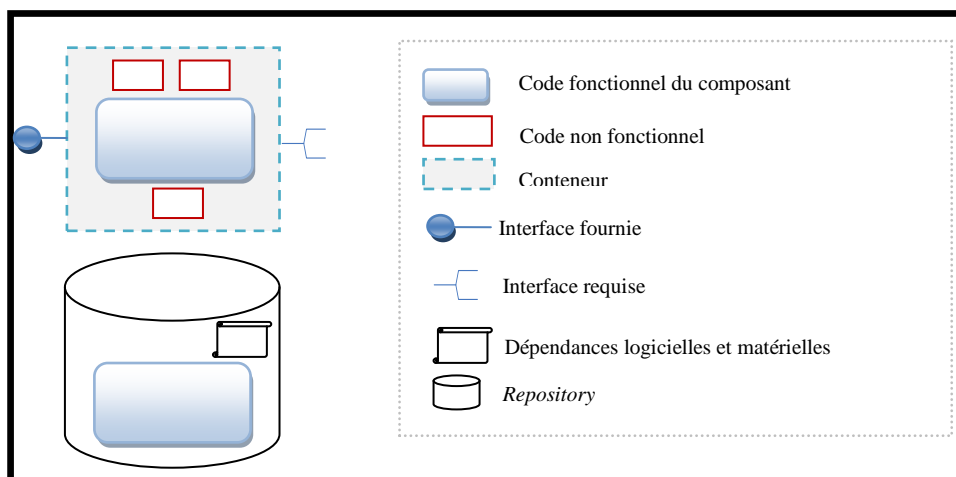 Code fonctionnel du composant
Code non fonctionnel
Conteneur
Interface fournie
Interface requise
Dépendances logicielles et matérielles
Repository